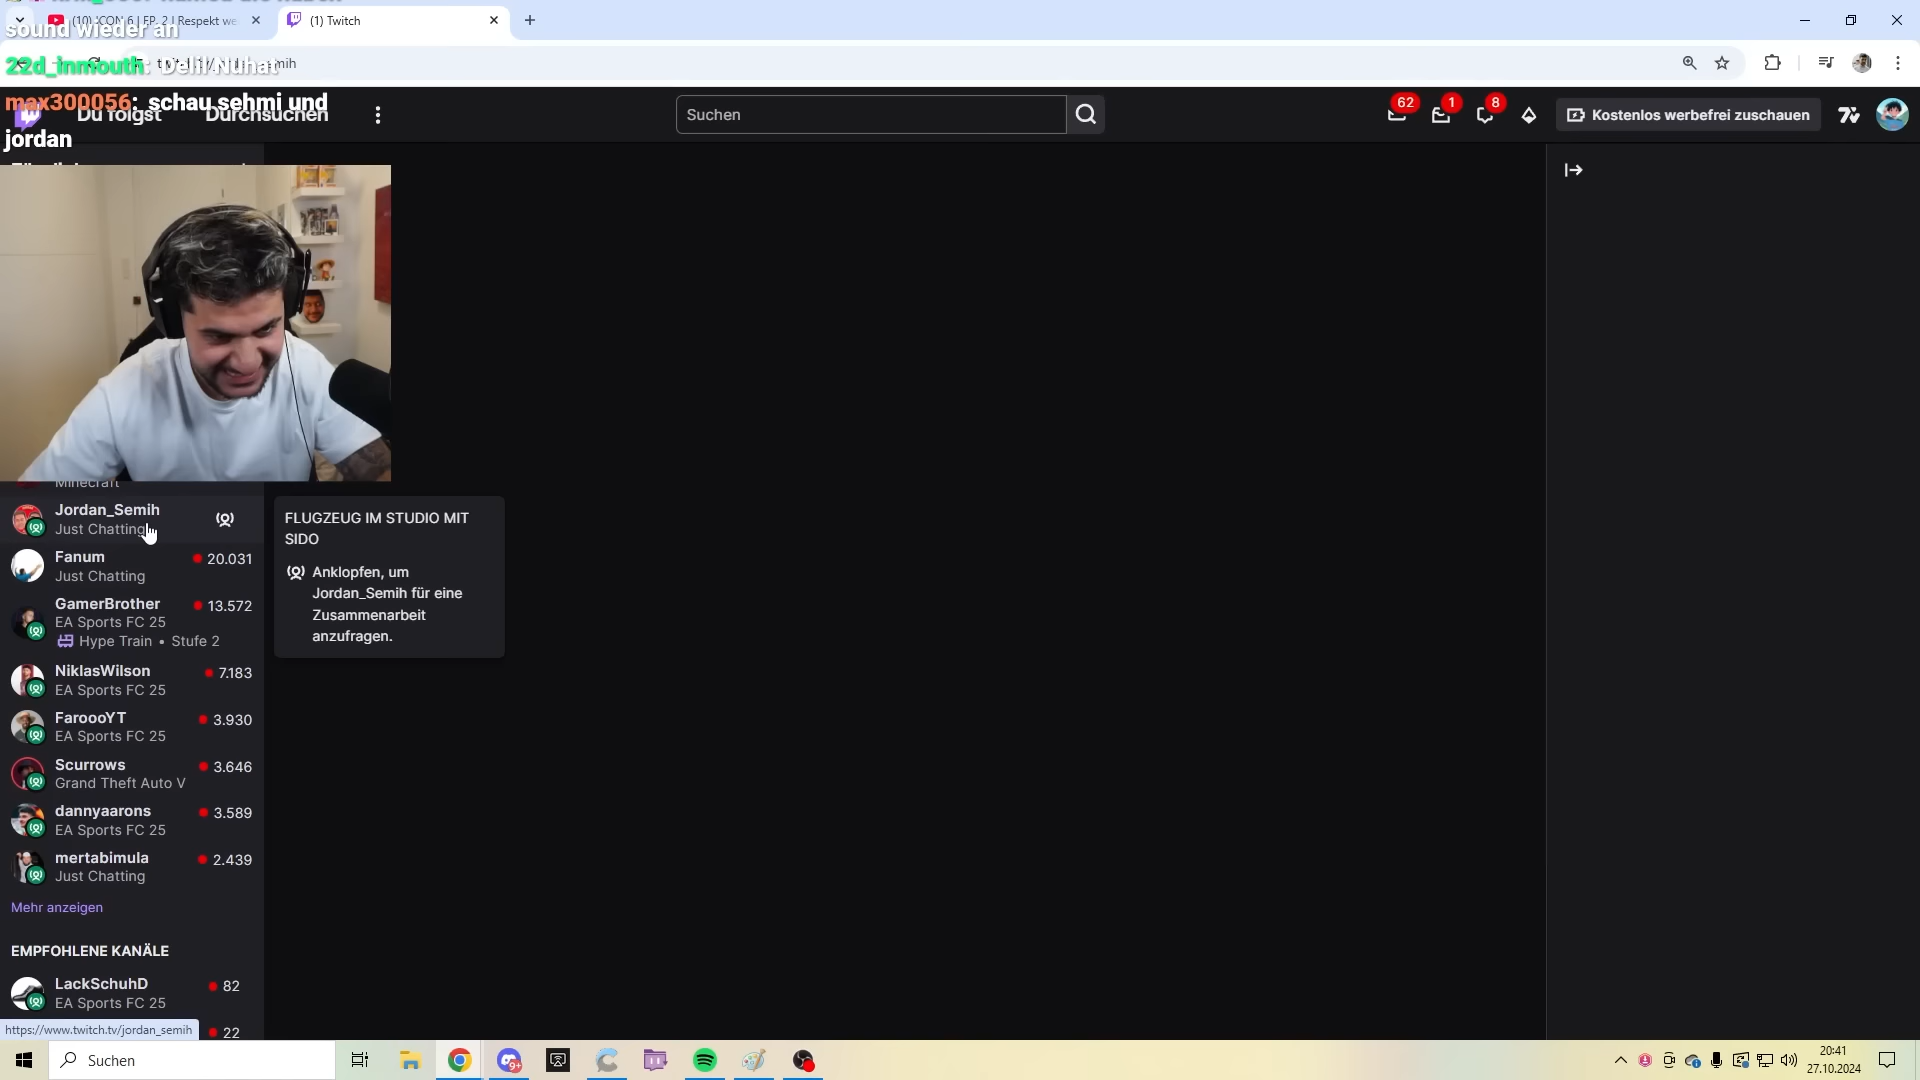 (10) ICON 6 | EP. 2 | Respekt we
(1) Twitch
sound wieder an
22d_inmouth: Deli/Nuhat
max300056: schau sehmi und
jordan
Du folgst
Durchsuchen
Suchen
62
1
8
Kostenlos werbefrei zuschauen
Minecraft
Jordan_Semih
Just Chatting
FLUGZEUG IM STUDIO MIT
SIDO
Anklopfen, um
Jordan_Semih für eine
Zusammenarbeit
anzufragen.
Fanum
20.031
Just Chatting
GamerBrother
13.572
EA Sports FC 25
Hype Train • Stufe 2
NiklasWilson
7.183
EA Sports FC 25
FaroooYT
3.930
EA Sports FC 25
Scurrows
3.646
Grand Theft Auto V
dannyaarons
3.589
EA Sports FC 25
mertabimula
2.439
Just Chatting
Mehr anzeigen
EMPFOHLENE KANÄLE
LackSchuhD
82
EA Sports FC 25
https://www.twitch.tv/jordan_semih
22
Suchen
9+
20:41
27.10.2024